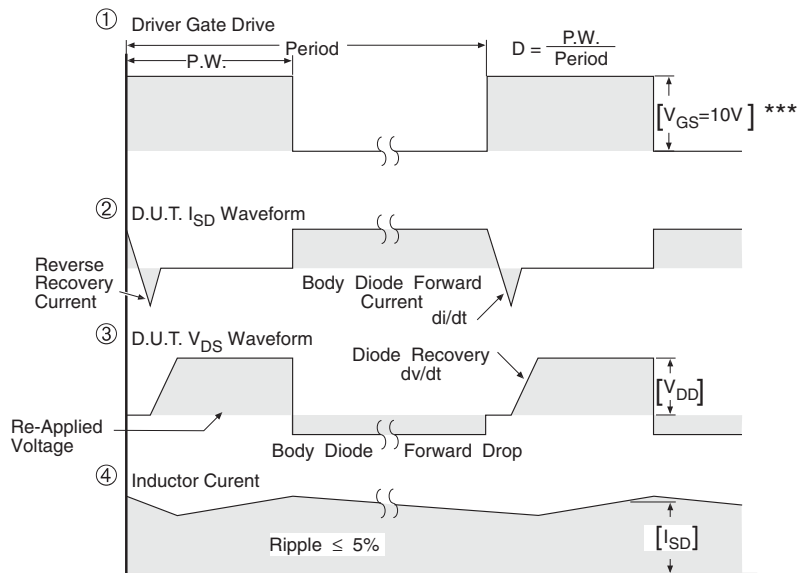 ① Driver Gate Drive
Period
P.W.
D = P.W. / Period
[VGS=10V] ***
② D.U.T. ISD Waveform
Reverse
Recovery
Current
Body Diode Forward
Current
di/dt
③ D.U.T. VDS Waveform
Diode Recovery
dv/dt
[VDD]
Re-Applied
Voltage
Body Diode Forward Drop
④ Inductor Curent
Ripple ≤ 5%
[ISD]